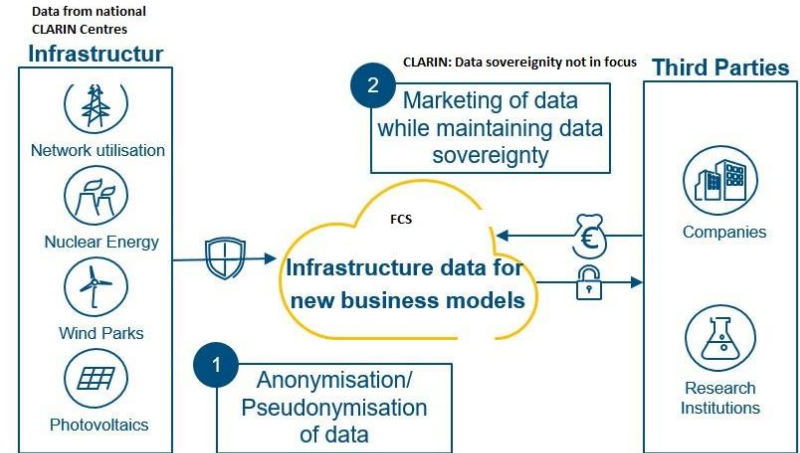 Data from national
CLARIN Centres
Infrastructur
Network utilisation
Nuclear Energy
Wind Parks
Photovoltaics
CLARIN: Data sovereignity not in focus
2
Marketing of data
while maintaining data
sovereignty
FCS
Infrastructure data for
new business models
1
Anonymisation/
Pseudonymisation
of data
€
Third Parties
Companies
Research
Institutions